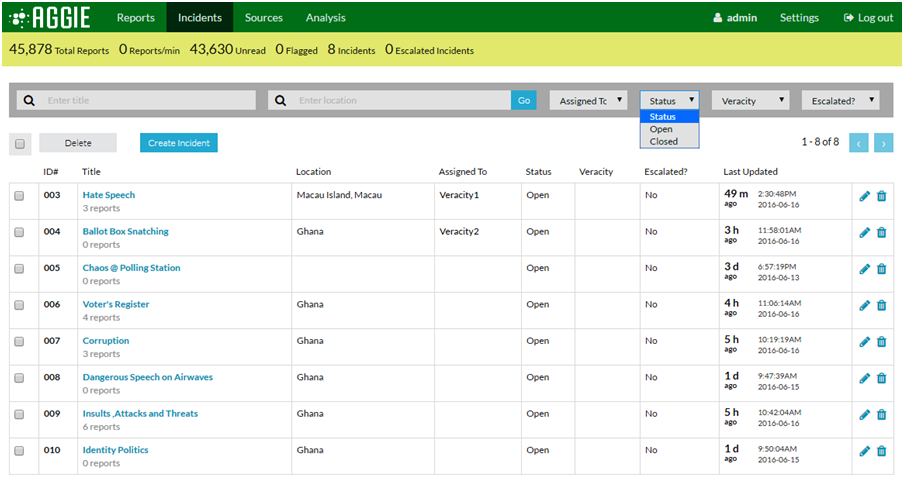 AGGIE Reports Incidents Sources Analysis admin Settings Log out
45,878 Total Reports 0 Reports/min 43,630 Unread 0 Flagged 8 Incidents 0 Escalated Incidents
Enter title Enter location Go Assigned Tc Status Veracity Escalated?
Status
Open
Closed
Delete Create Incident 1 - 8 of 8 ‹ ›
ID# Title Location Assigned To Status Veracity Escalated? Last Updated
003 Hate Speech Macau Island, Macau Veracity1 Open No 49 m 2:30:48PM
3 reports ago 2016-06-16
004 Ballot Box Snatching Ghana Veracity2 Open No 3 h 11:58:01AM
0 reports ago 2016-06-16
005 Chaos @ Polling Station Open No 3 d 6:57:19PM
0 reports ago 2016-06-13
006 Voter's Register Ghana Open No 4 h 11:06:14AM
4 reports ago 2016-06-16
007 Corruption Ghana Open No 5 h 10:19:19AM
3 reports ago 2016-06-16
008 Dangerous Speech on Airwaves Ghana Open No 1 d 9:47:39AM
0 reports ago 2016-06-15
009 Insults ,Attacks and Threats Ghana Open No 5 h 10:42:04AM
6 reports ago 2016-06-16
010 Identity Politics Ghana Open No 1 d 9:50:04AM
0 reports ago 2016-06-15